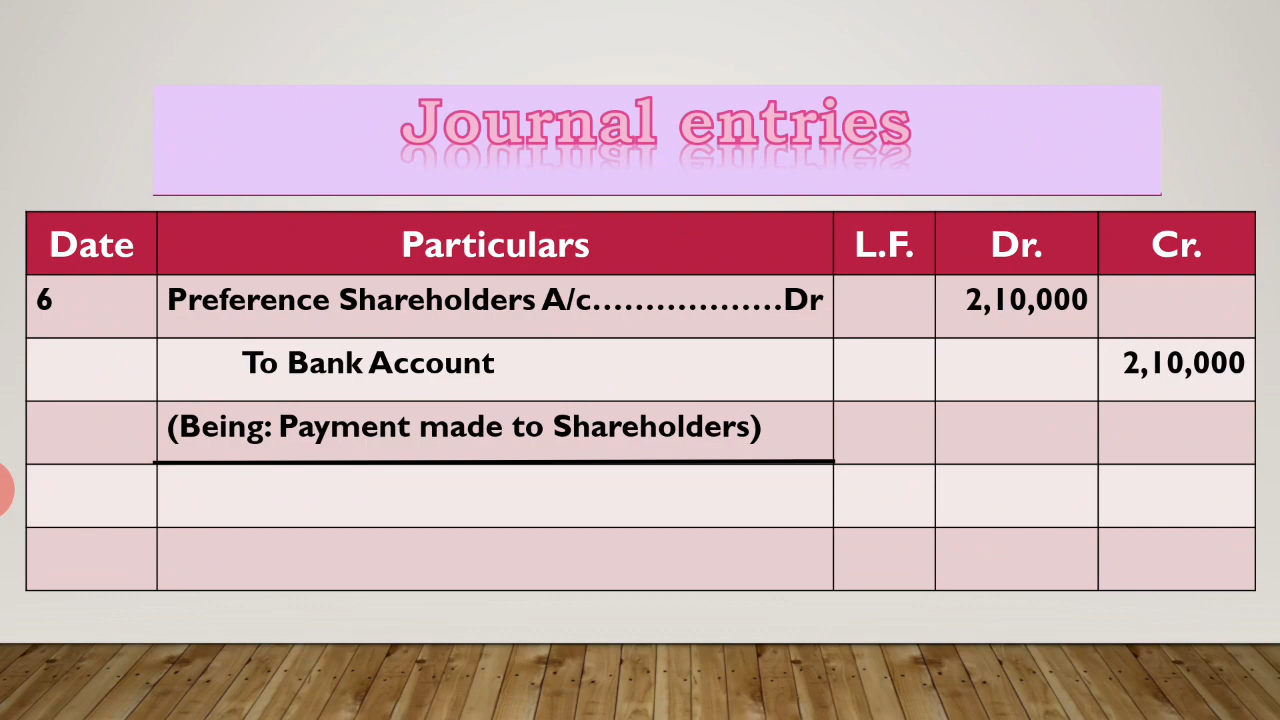 Journal entries
Date Particulars L.F. Dr. Cr.
6 Preference Shareholders A/c………………Dr 2,10,000
To Bank Account 2,10,000
(Being: Payment made to Shareholders)